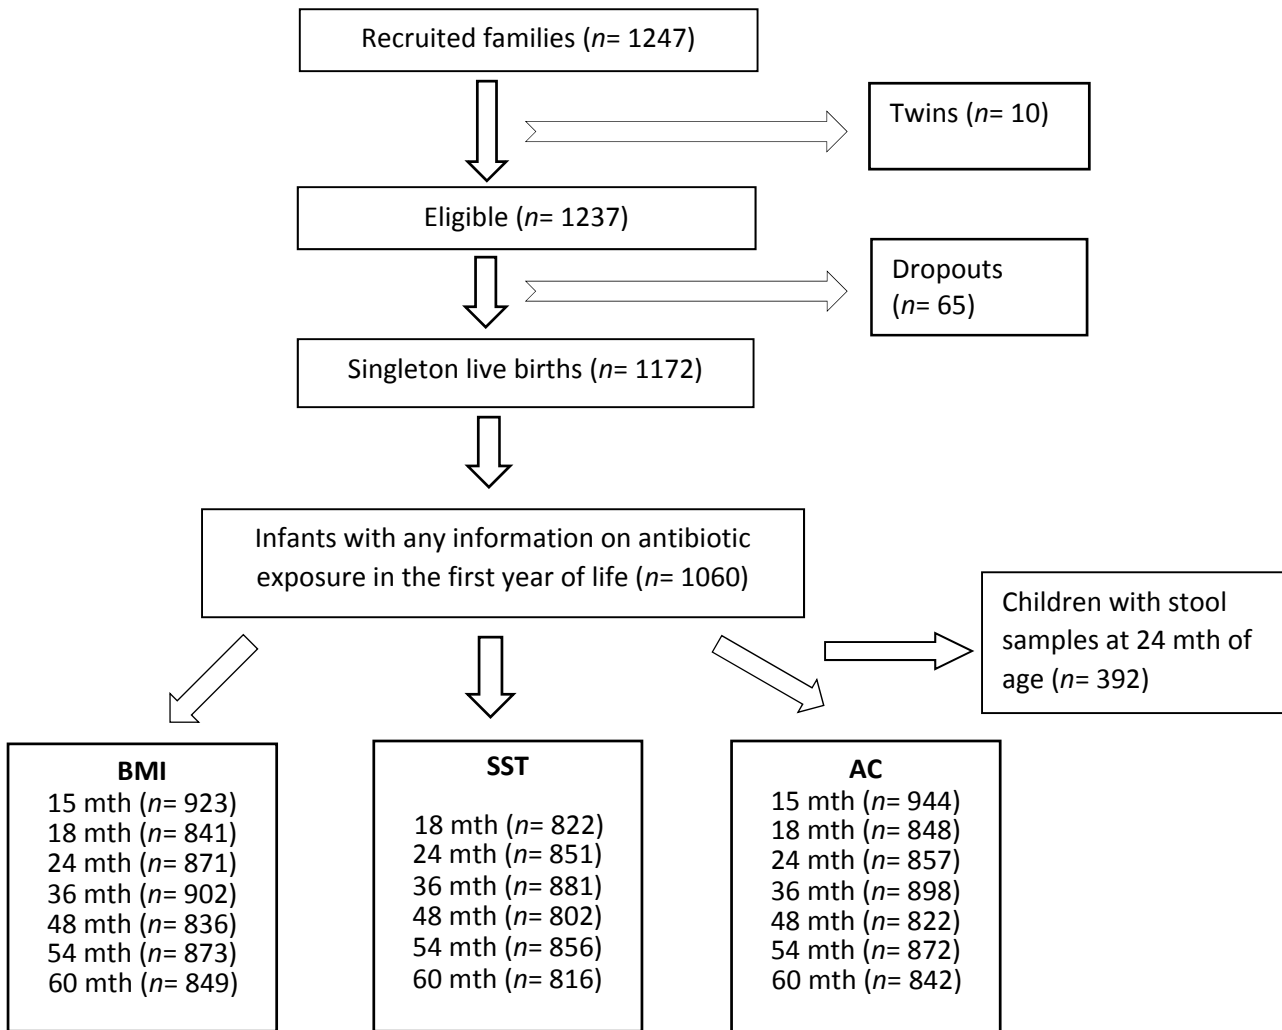 Recruited families (n= 1247)
Twins (n= 10)
Eligible (n= 1237)
Dropouts
(n= 65)
Singleton live births (n= 1172)
Infants with any information on antibiotic
exposure in the first year of life (n= 1060)
Children with stool
samples at 24 mth of
age (n= 392)
BMI
15 mth (n= 923)
18 mth (n= 841)
24 mth (n= 871)
36 mth (n= 902)
48 mth (n= 836)
54 mth (n= 873)
60 mth (n= 849)
SST
18 mth (n= 822)
24 mth (n= 851)
36 mth (n= 881)
48 mth (n= 802)
54 mth (n= 856)
60 mth (n= 816)
AC
15 mth (n= 944)
18 mth (n= 848)
24 mth (n= 857)
36 mth (n= 898)
48 mth (n= 822)
54 mth (n= 872)
60 mth (n= 842)